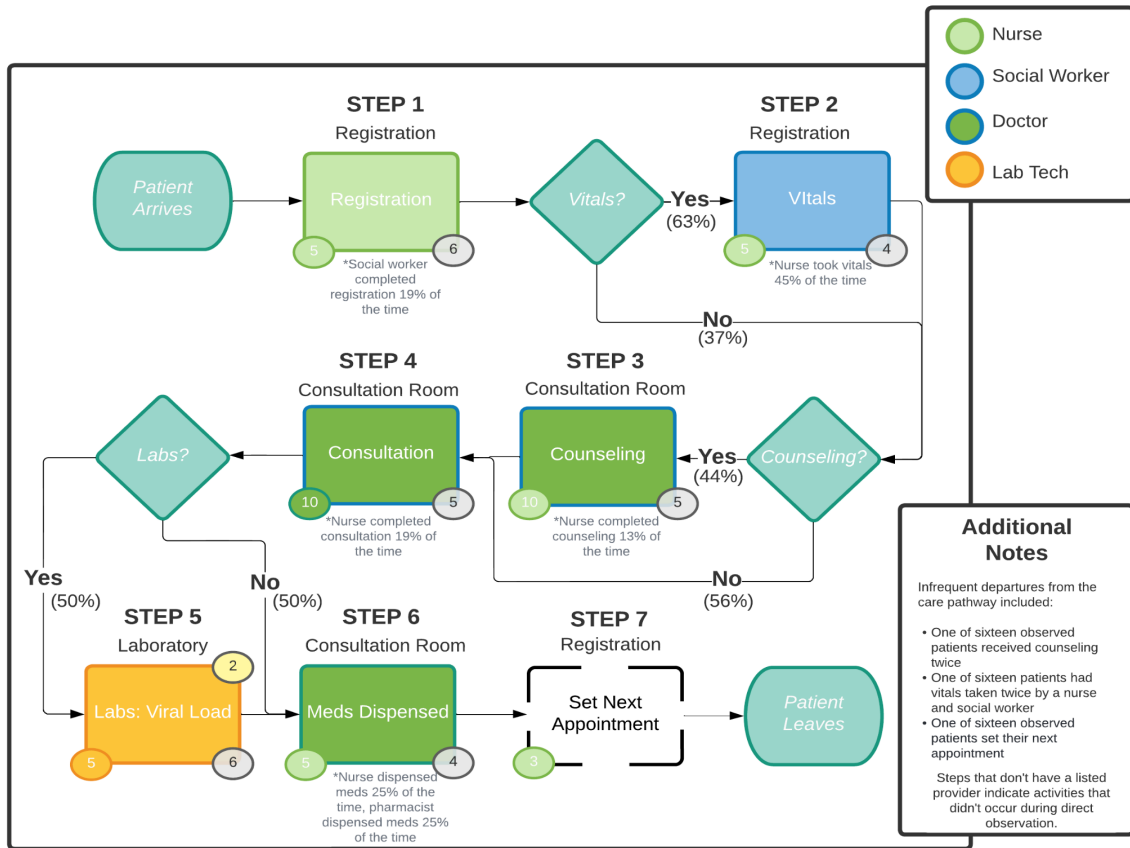 Nurse
Social Worker
Doctor
Lab Tech
STEP 1
Registration
STEP 2
Registration
Patient
Arrives
Registration
5
6
*Social worker
completed
registration 19% of
the time
Vitals?
Yes
(63%)
VItals
5
4
*Nurse took vitals
45% of the time
No
(37%)
STEP 4
Consultation Room
STEP 3
Consultation Room
Labs?
Consultation
10
5
*Nurse completed
consultation 19% of
the time
Counseling
10
5
*Nurse completed
counseling 13% of
the time
Yes
(44%)
Counseling?
No
(56%)
Yes
(50%)
No
(50%)
STEP 5
Laboratory
2
Labs: Viral Load
5
6
STEP 6
Consultation Room
Meds Dispensed
5
4
*Nurse dispensed
meds 25% of the
time, pharmacist
dispensed meds 25%
of the time
STEP 7
Registration
Set Next
Appointment
3
Patient
Leaves
Additional
Notes
Infrequent departures from the
care pathway included:
• One of sixteen observed
patients received counseling
twice
• One of sixteen patients had
vitals taken twice by a nurse
and social worker
• One of sixteen observed
patients set their next
appointment
Steps that don't have a listed
provider indicate activities that
didn't occur during direct
observation.